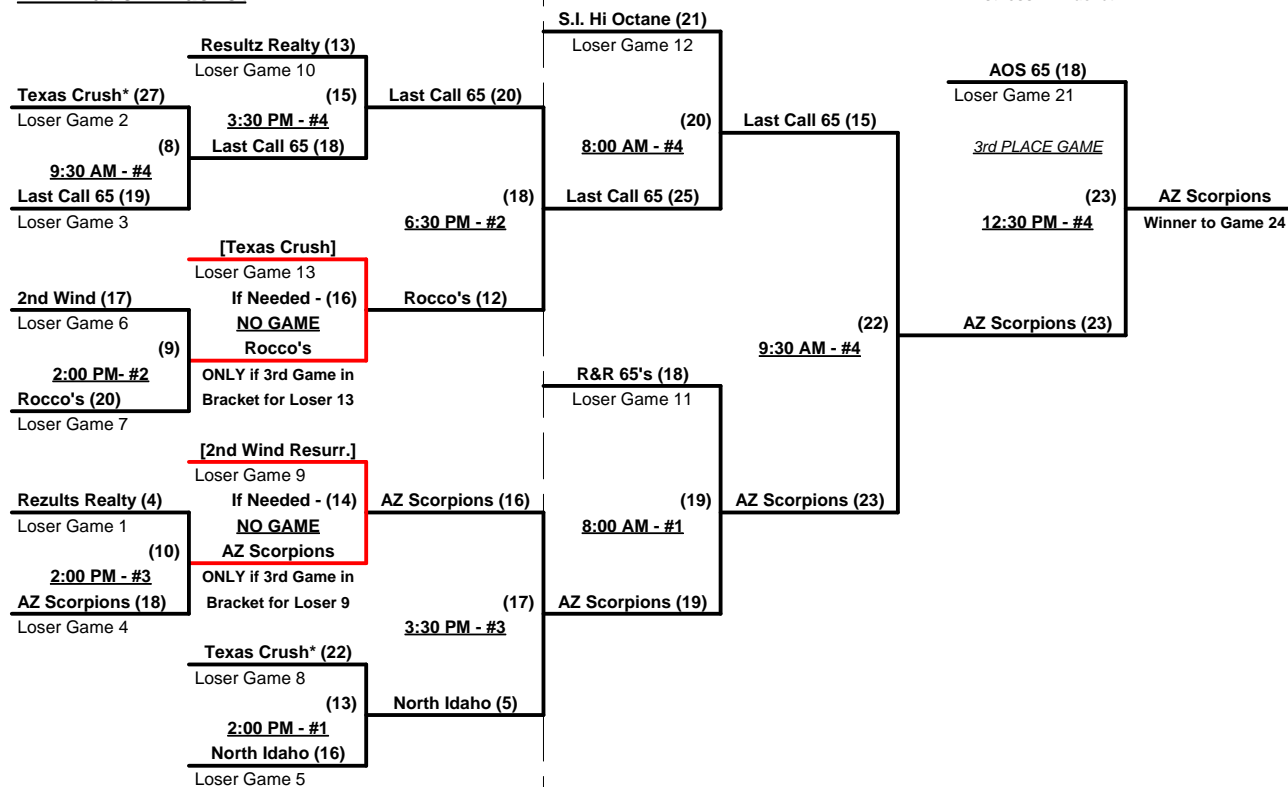 S.I. Hi Octane (21)
Loser Game 12
Resultz Realty (13)
Loser Game 10
AOS 65 (18)
Loser Game 21
Texas Crush* (27)
Loser Game 2
(15)
3:30 PM - #4
Last Call 65 (20)
(20)
8:00 AM - #4
Last Call 65 (15)
(8)
9:30 AM - #4
Last Call 65 (18)
3rd PLACE GAME
Last Call 65 (19)
Loser Game 3
(18)
6:30 PM - #2
Last Call 65 (25)
(23)
12:30 PM - #4
AZ Scorpions
Winner to Game 24
[Texas Crush]
Loser Game 13
2nd Wind (17)
Loser Game 6
If Needed - (16)
NO GAME
Rocco's
Rocco's (12)
(22)
9:30 AM - #4
AZ Scorpions (23)
(9)
2:00 PM- #2
ONLY if 3rd Game in
Bracket for Loser 13
R&R 65's (18)
Loser Game 11
Rocco's (20)
Loser Game 7
[2nd Wind Resurr.]
Loser Game 9
Rezults Realty (4)
Loser Game 1
If Needed - (14)
NO GAME
AZ Scorpions
AZ Scorpions (16)
(19)
8:00 AM - #1
AZ Scorpions (23)
(10)
2:00 PM - #3
ONLY if 3rd Game in
Bracket for Loser 9
AZ Scorpions (18)
Loser Game 4
(17)
3:30 PM - #3
AZ Scorpions (19)
Texas Crush* (22)
Loser Game 8
(13)
2:00 PM - #1
North Idaho (5)
North Idaho (16)
Loser Game 5